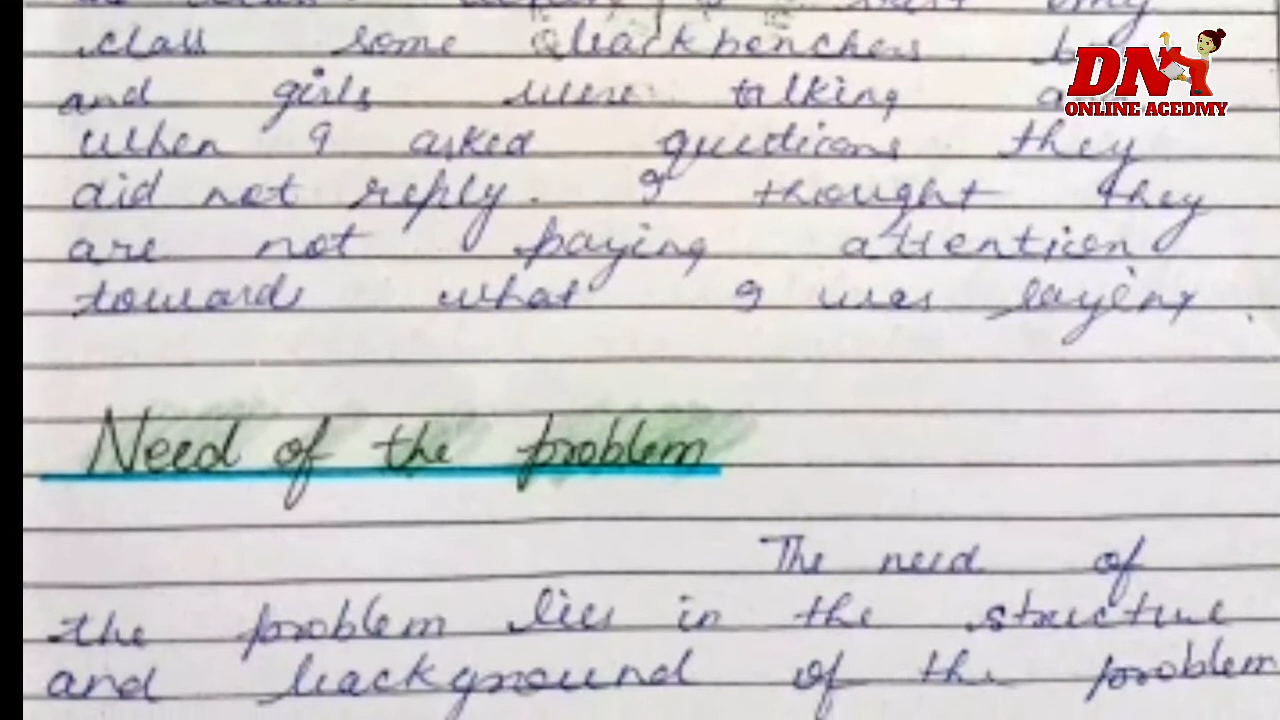 class some backbenchers
DN
ONLINE ACEDMY
and girls were talking
when I asked questions they
did not reply. I thought they
are not paying attention
towards what I was saying
Need of the problem
The need of
the problem lies in the structure
and background of the problem